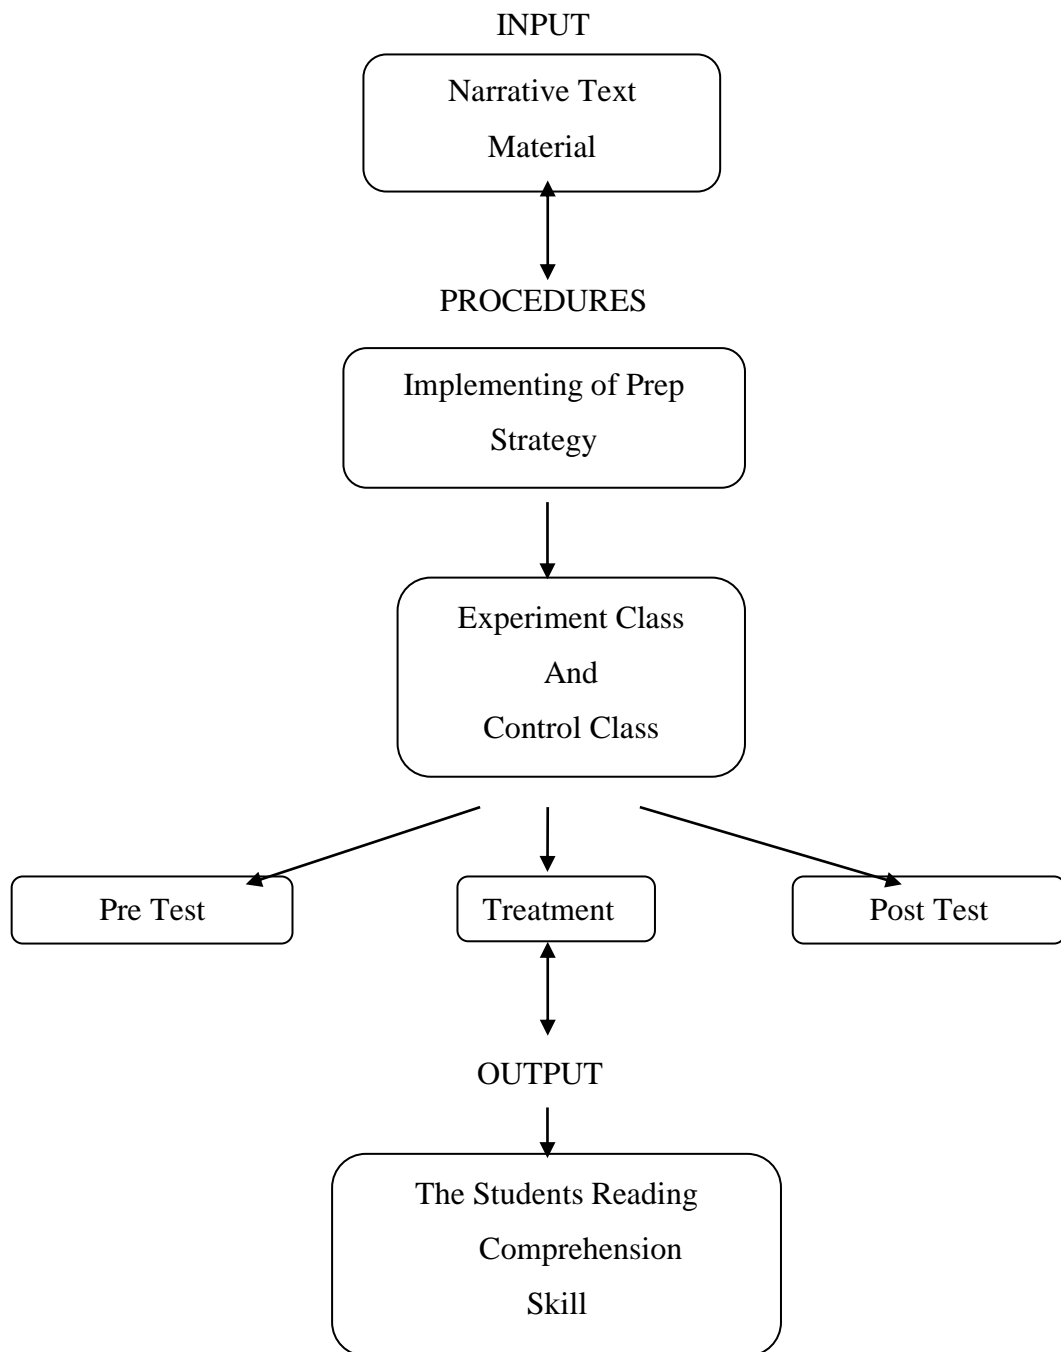 INPUT
Narrative Text
Material
PROCEDURES
Implementing of Prep
Strategy
Experiment Class
And
Control Class
Pre Test
Treatment
Post Test
OUTPUT
The Students Reading
Comprehension
Skill